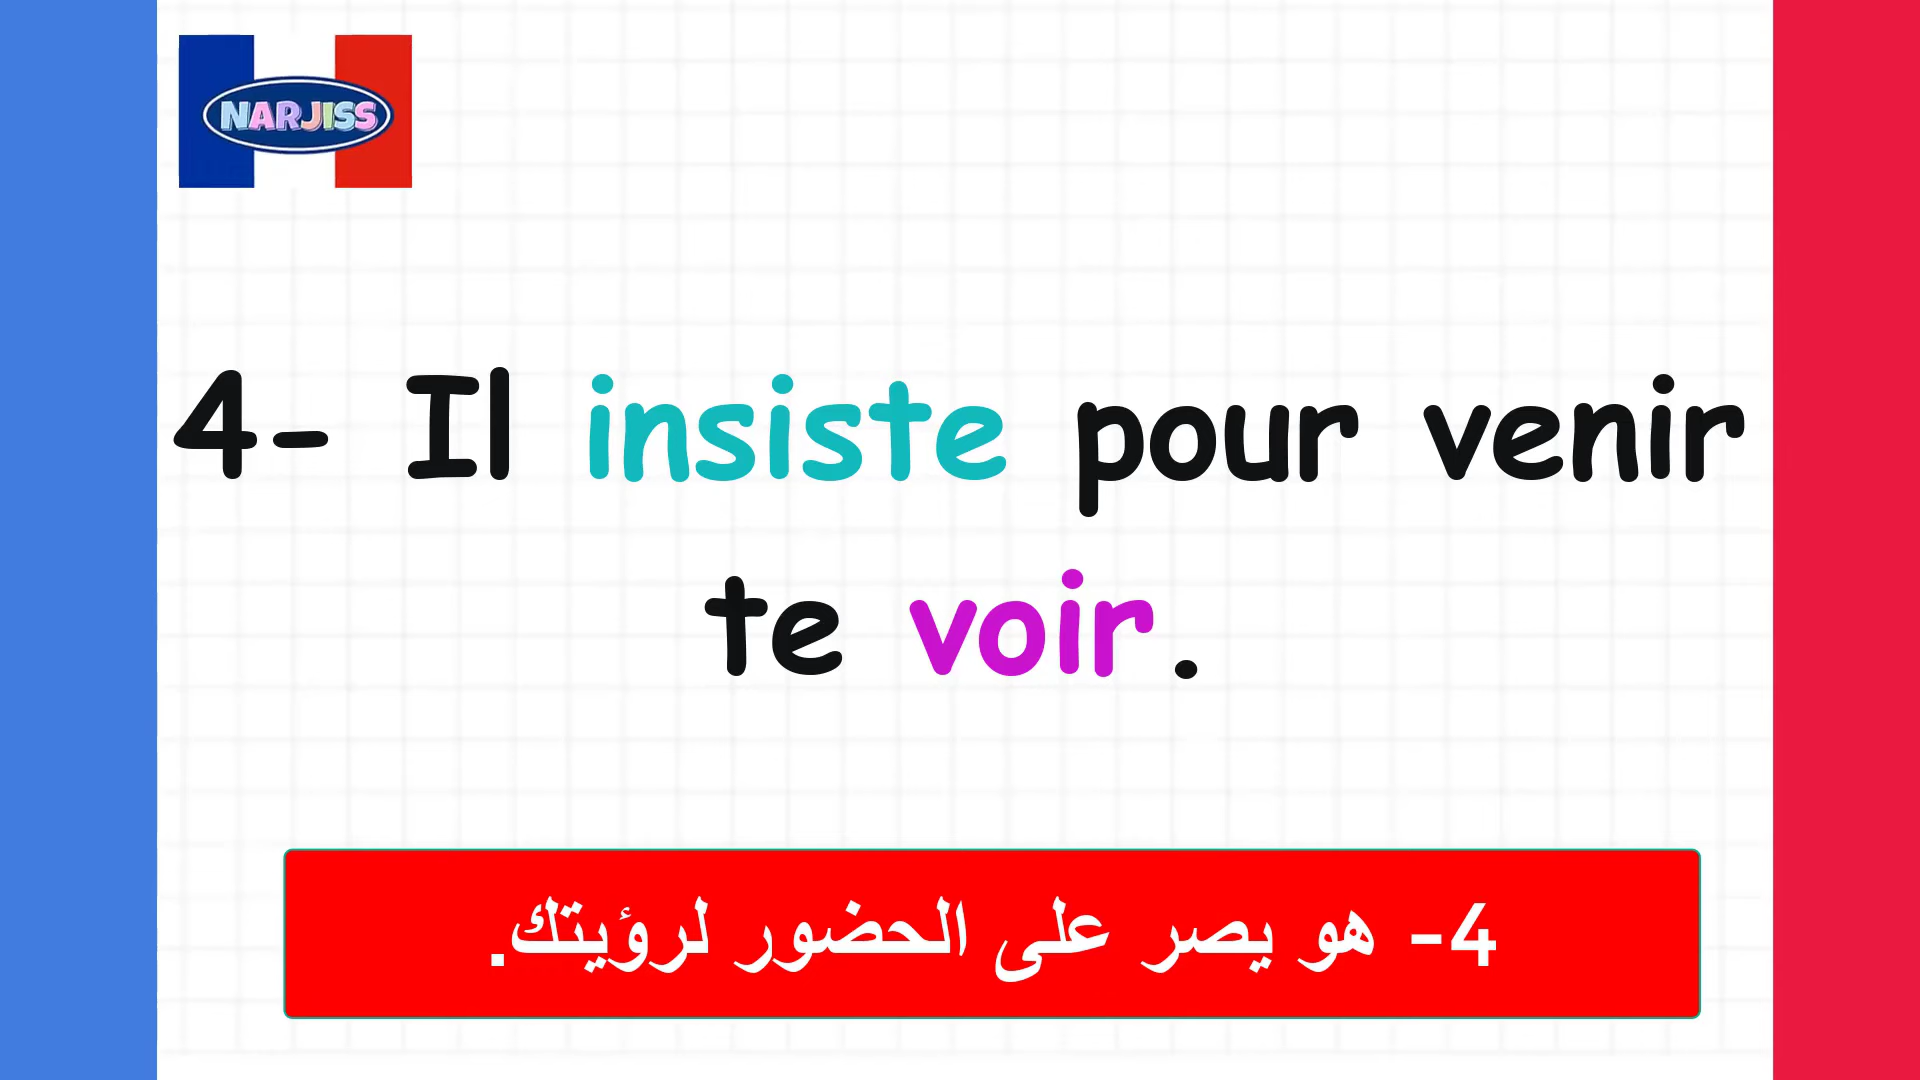 NARJISS
4- Il insiste pour venir
te voir.
4- هو يصر على الحضور لرؤيتك.